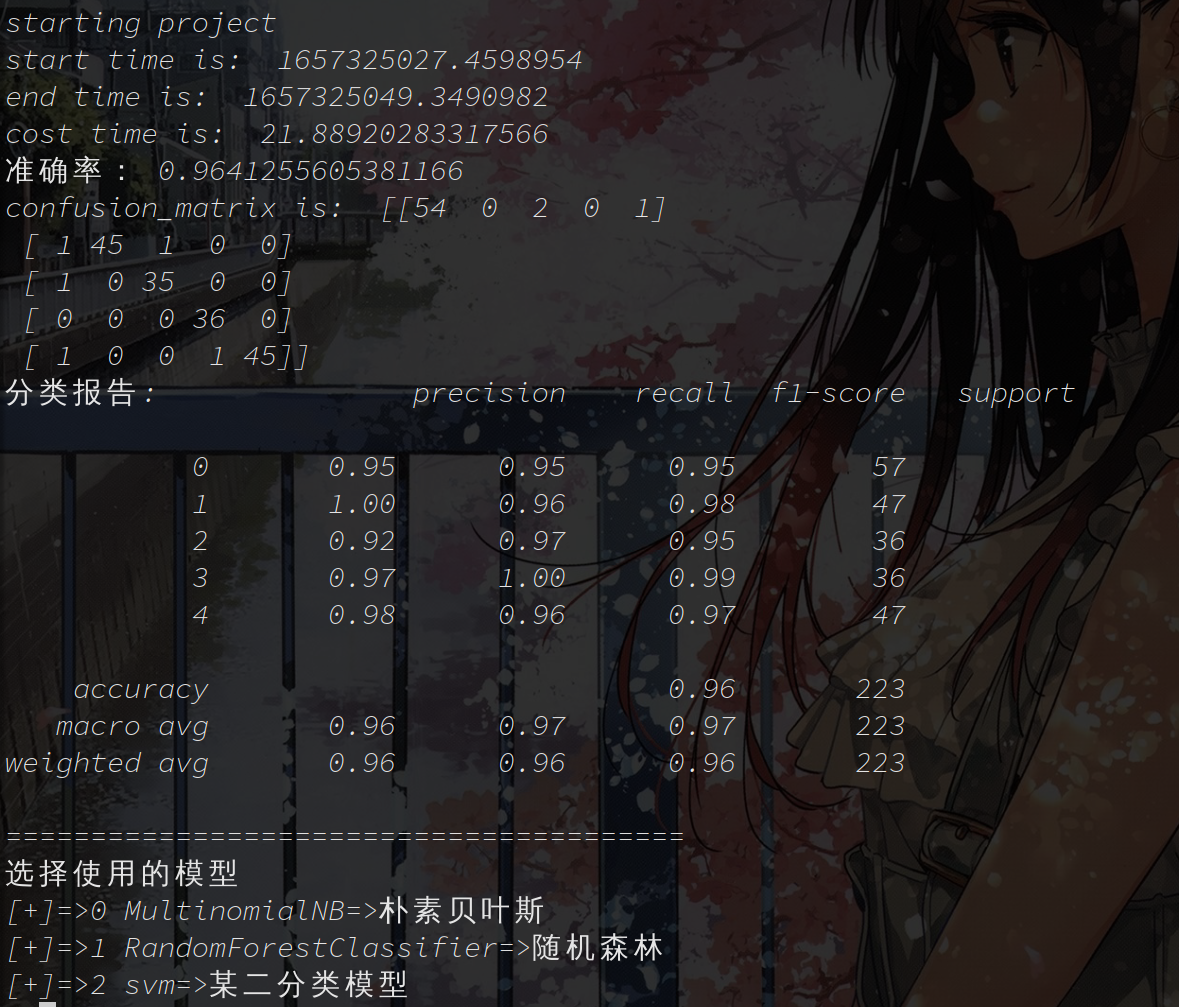 starting project
start time is:  1657325027.4598954
end time is:  1657325049.3490982
cost time is:  21.88920283317566
准确率： 0.9641255605381166
confusion_matrix is:  [[54  0  2  0  1]
 [ 1 45  1  0  0]
 [ 1  0 35  0  0]
 [ 0  0  0 36  0]
 [ 1  0  0  1 45]]
分类报告:               precision    recall  f1-score   support
           0       0.95      0.95      0.95        57
           1       1.00      0.96      0.98        47
           2       0.92      0.97      0.95        36
           3       0.97      1.00      0.99        36
           4       0.98      0.96      0.97        47
    accuracy                           0.96       223
   macro avg       0.96      0.97      0.97       223
weighted avg       0.96      0.96      0.96       223
========================================
选择使用的模型
[+]=>0 MultinomialNB=>朴素贝叶斯
[+]=>1 RandomForestClassifier=>随机森林
[+]=>2 svm=>某二分类模型